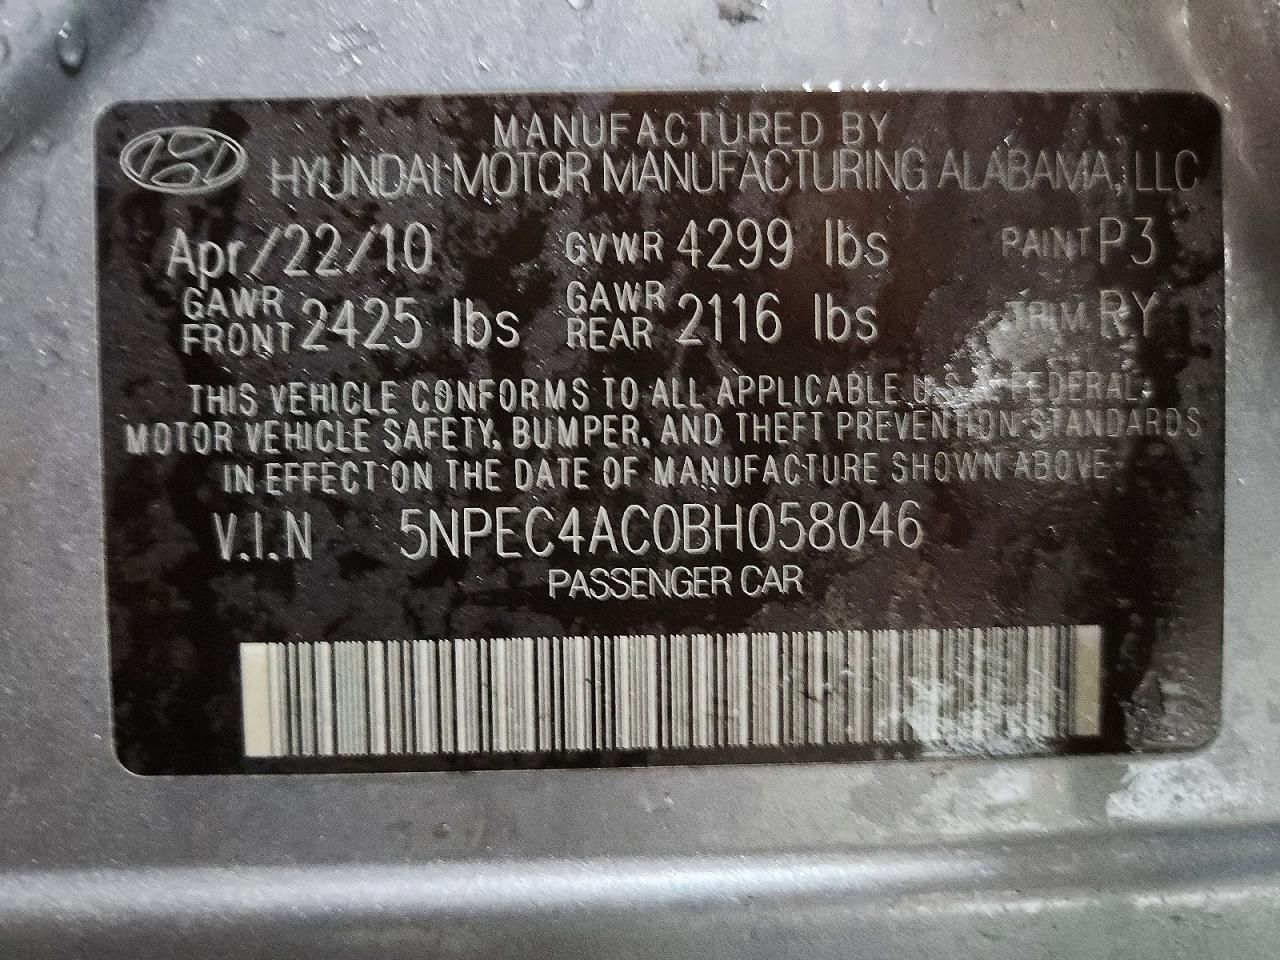 MANUFACTURED BY
HYUNDAI MOTOR MANUFACTURING ALABAMA, LLC
Apr/22/10 GVWR 4299 lbs PAINT P3
GAWR FRONT 2425 lbs GAWR REAR 2116 lbs TRIM RY
THIS VEHICLE CONFORMS TO ALL APPLICABLE U.S. FEDERAL
MOTOR VEHICLE SAFETY, BUMPER, AND THEFT PREVENTION STANDARDS
IN EFFECT ON THE DATE OF MANUFACTURE SHOWN ABOVE
V.I.N 5NPEC4AC0BH058046
PASSENGER CAR